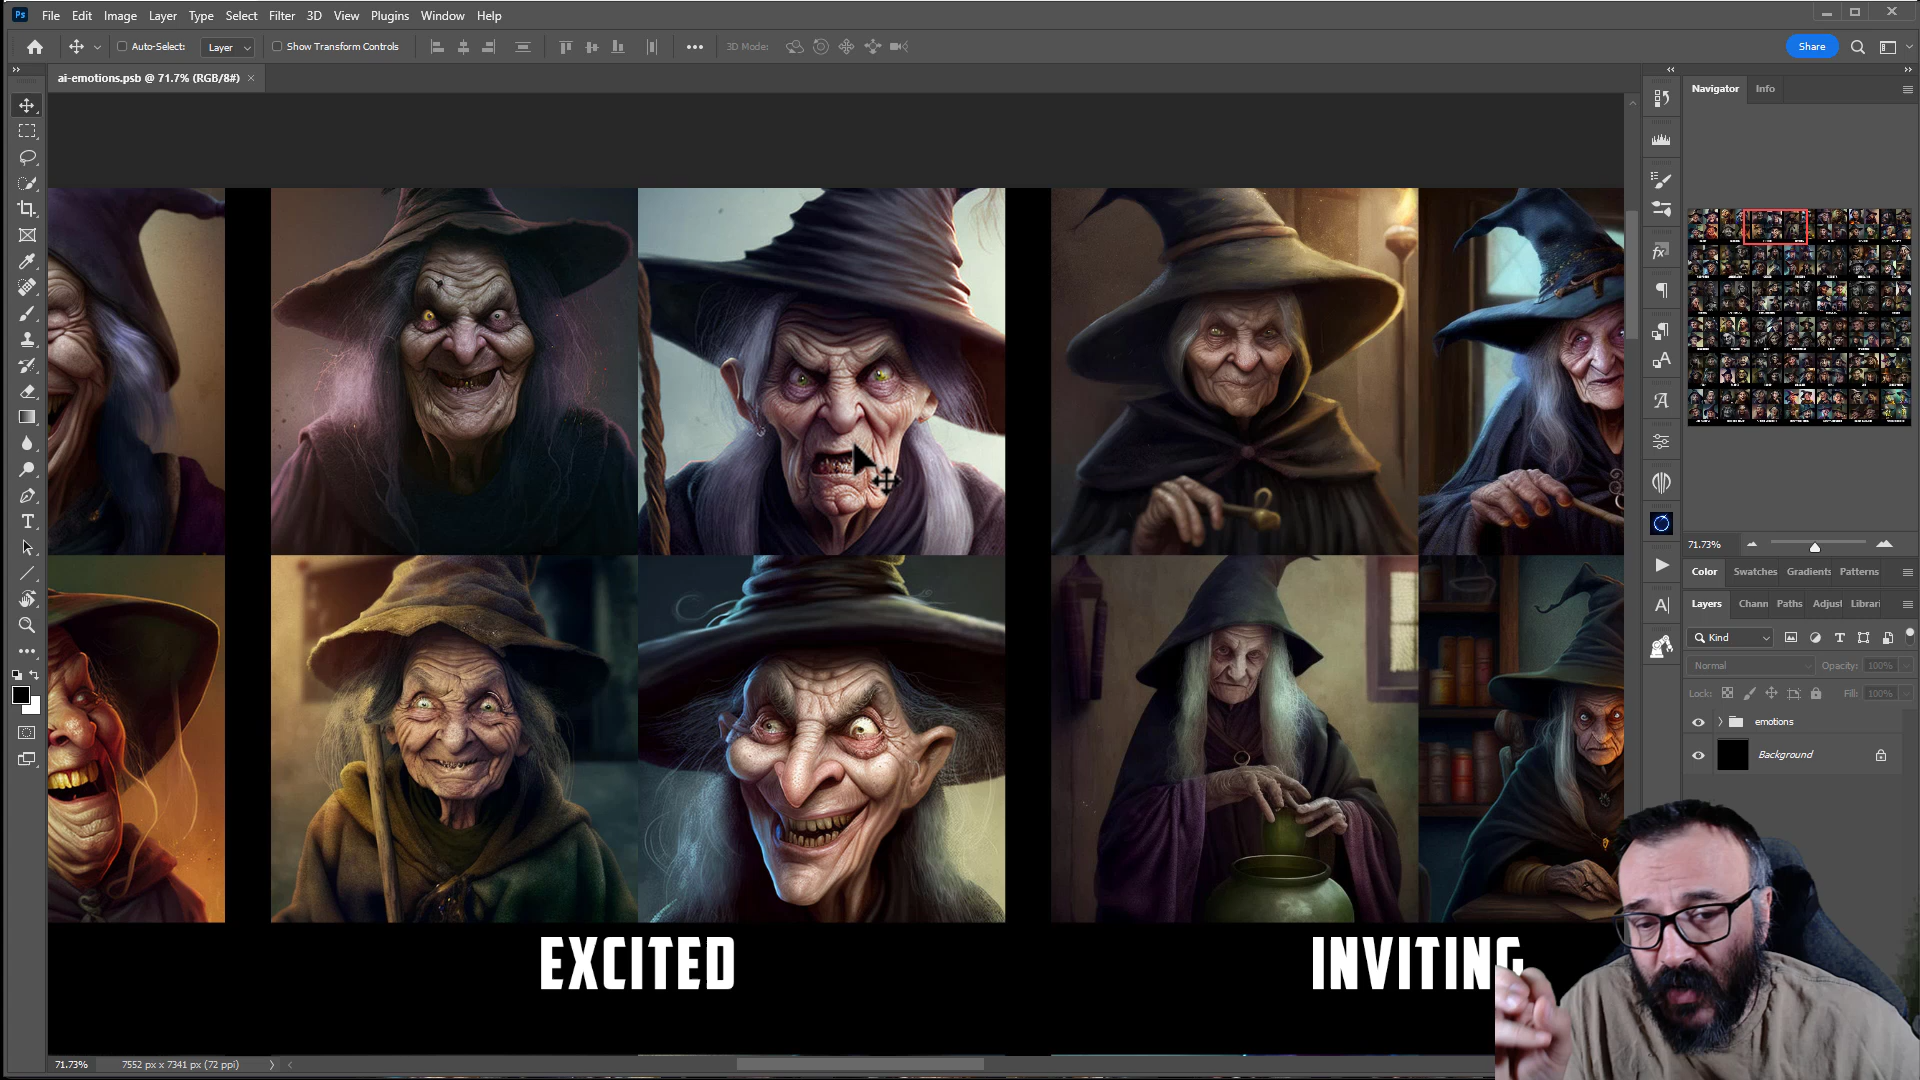 Ps File Edit Image Layer Type Select Filter 3D View Plugins Window Help
Auto-Select: Layer Show Transform Controls 3D Mode: Share
ai-emotions.psb @ 71.7% (RGB/8#)
Navigator Info
71.73%
Color Swatches Gradients Patterns
Layers Chann Paths Adjust Librari
Kind
Normal Opacity: 100%
Lock: Fill: 100%
emotions
Background
EXCITED
INVITING
71.73% 7552 px x 7341 px (72 ppi)